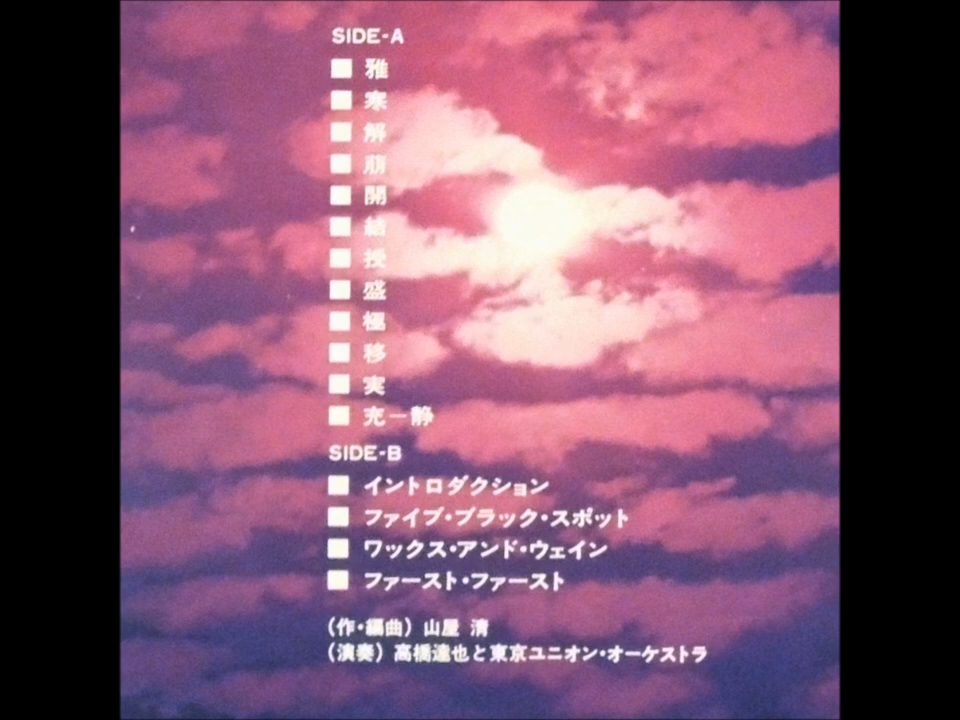 SIDE-A
■ 雅
■
■ 解
■
■ 開
■ 結
■ 授
■ 盛
■ 極
■ 移
■ 実
■ 充—静
SIDE-B
■ イントロダクション
■ ファイブ・ブラック・スポット
■ ワックス・アンド・ウェイン
■ ファースト・ファースト
(作・編曲) 山屋 清
(演奏) 高橋達也と東京ユニオン・オーケストラ